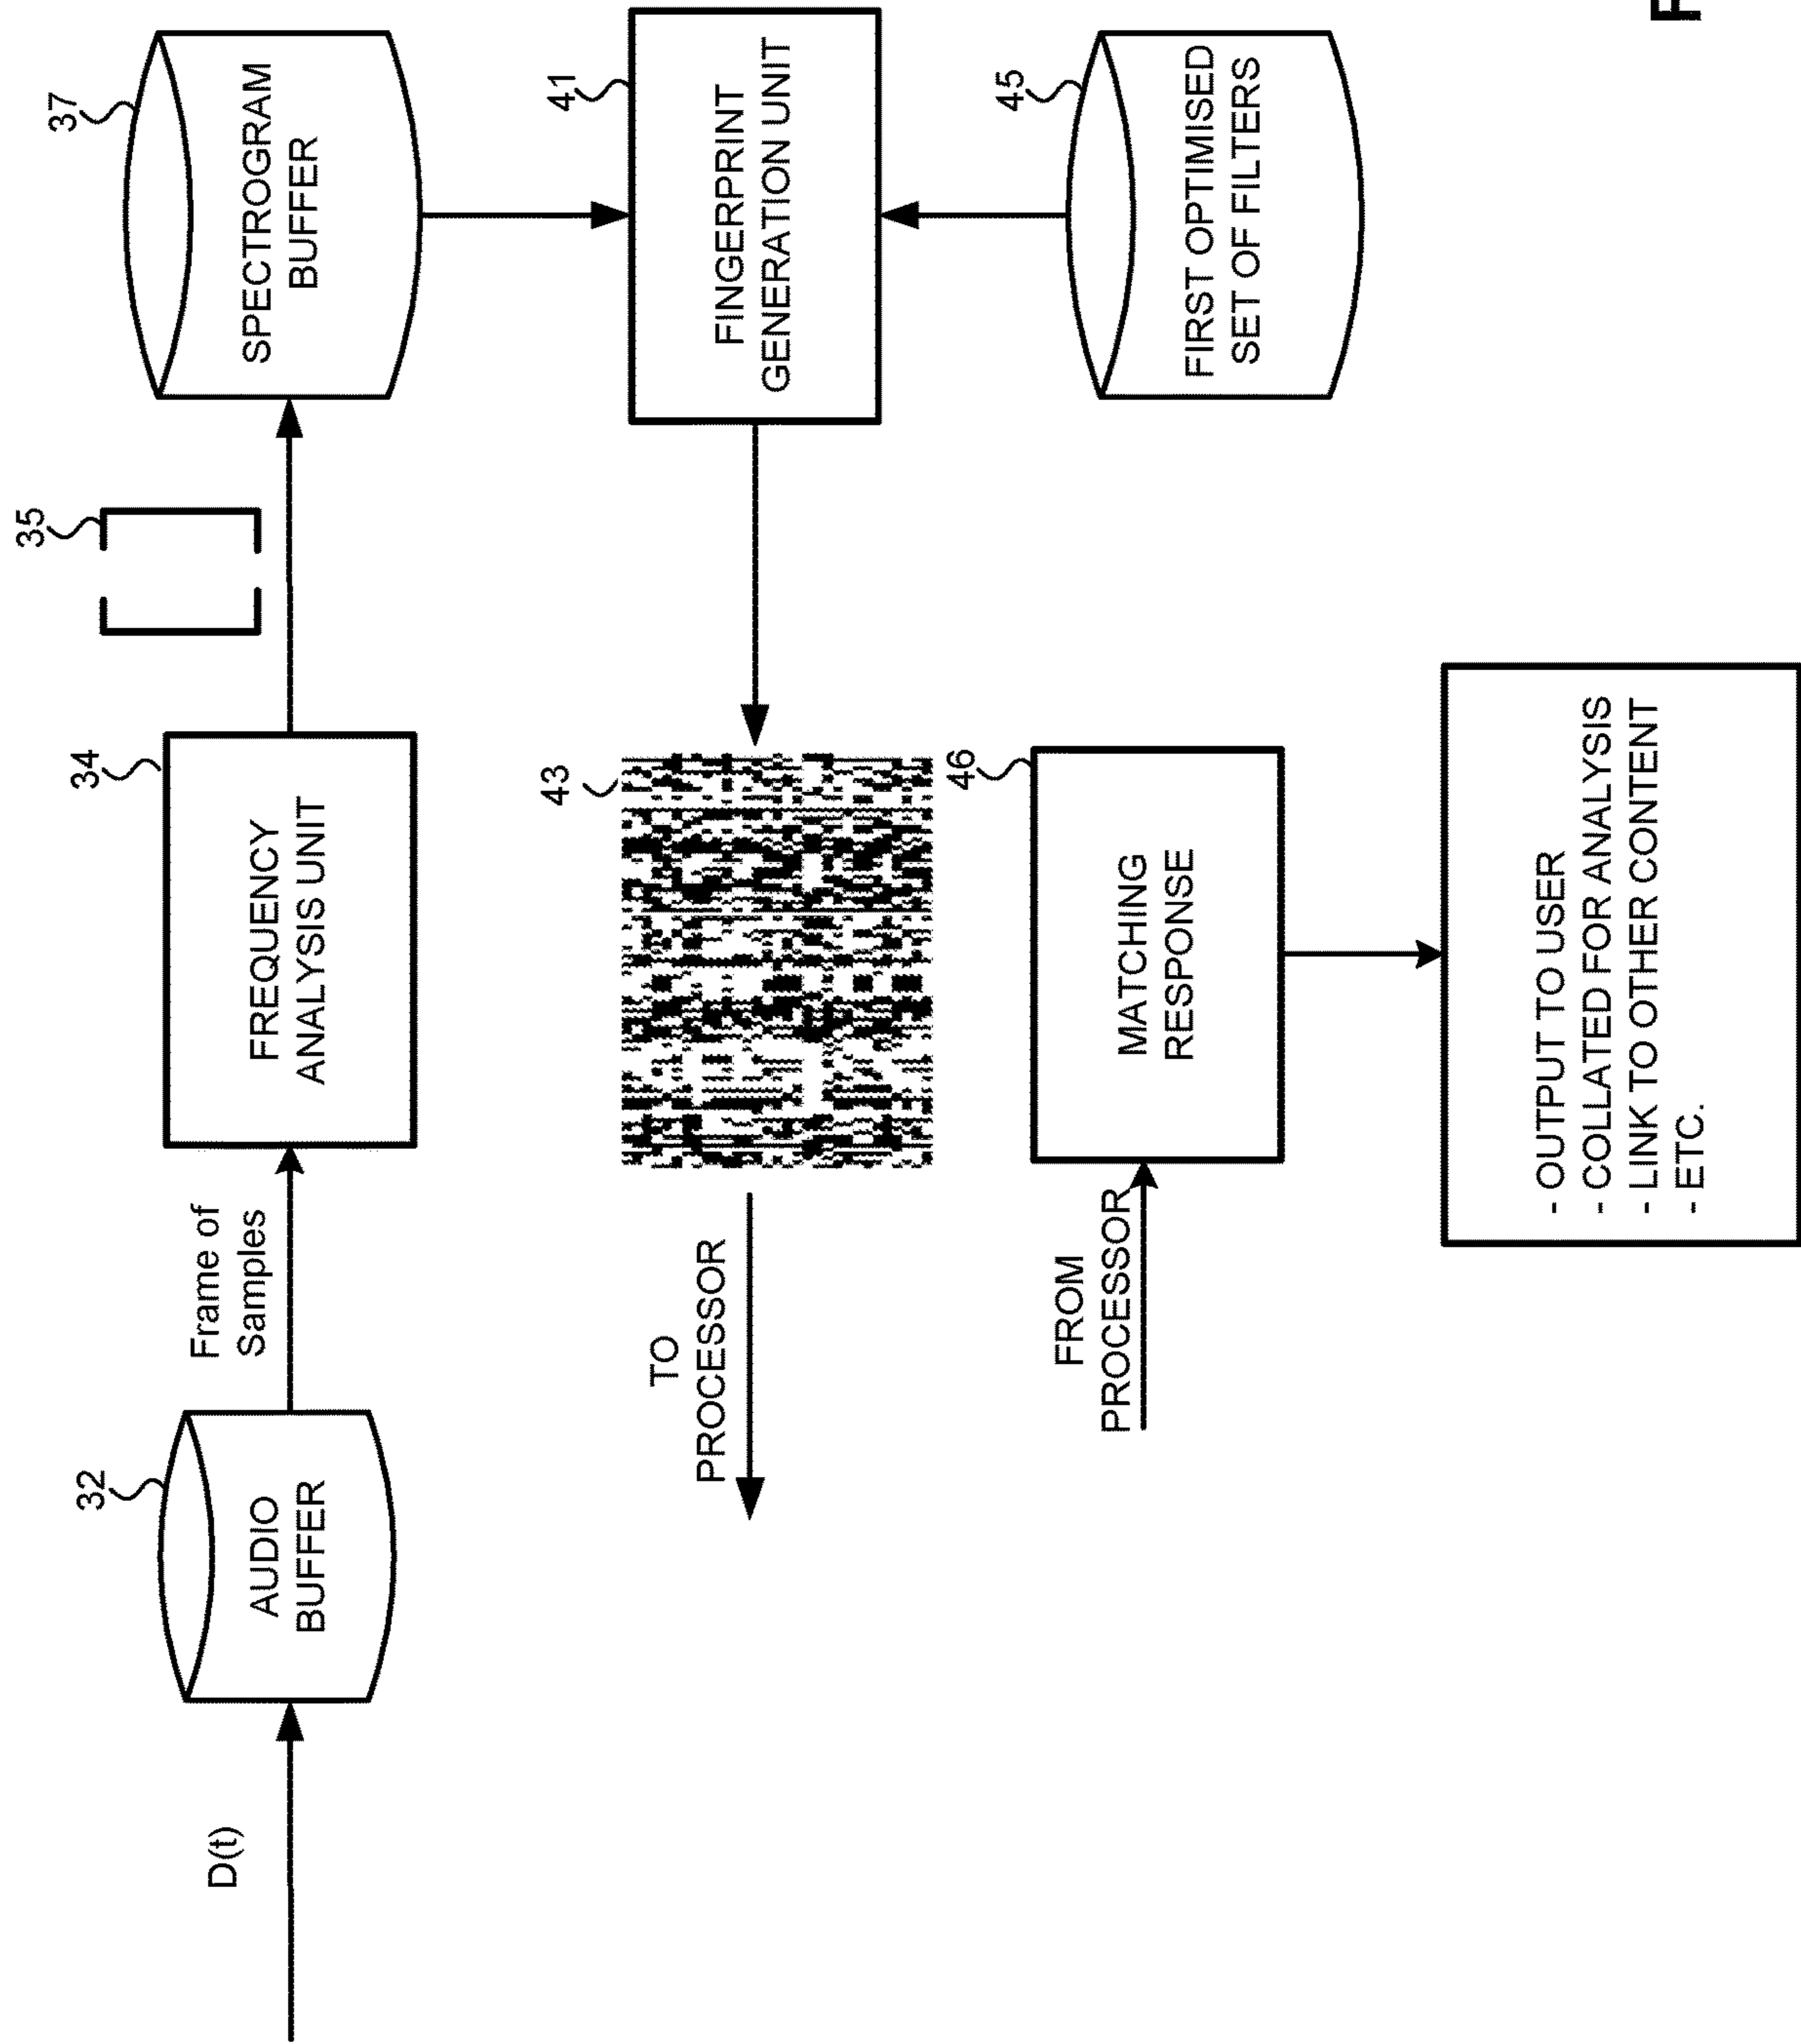 37
SPECTROGRAM
BUFFER
35
34
FREQUENCY
ANALYSIS UNIT
Frame of
Samples
32
AUDIO
BUFFER
D(t)
41
FINGERPRINT
GENERATION UNIT
43
TO
PROCESSOR
45
FIRST OPTIMISED
SET OF FILTERS
46
MATCHING
RESPONSE
FROM
PROCESSOR
- OUTPUT TO USER
- COLLATED FOR ANALYSIS
- LINK TO OTHER CONTENT
- ETC.
F